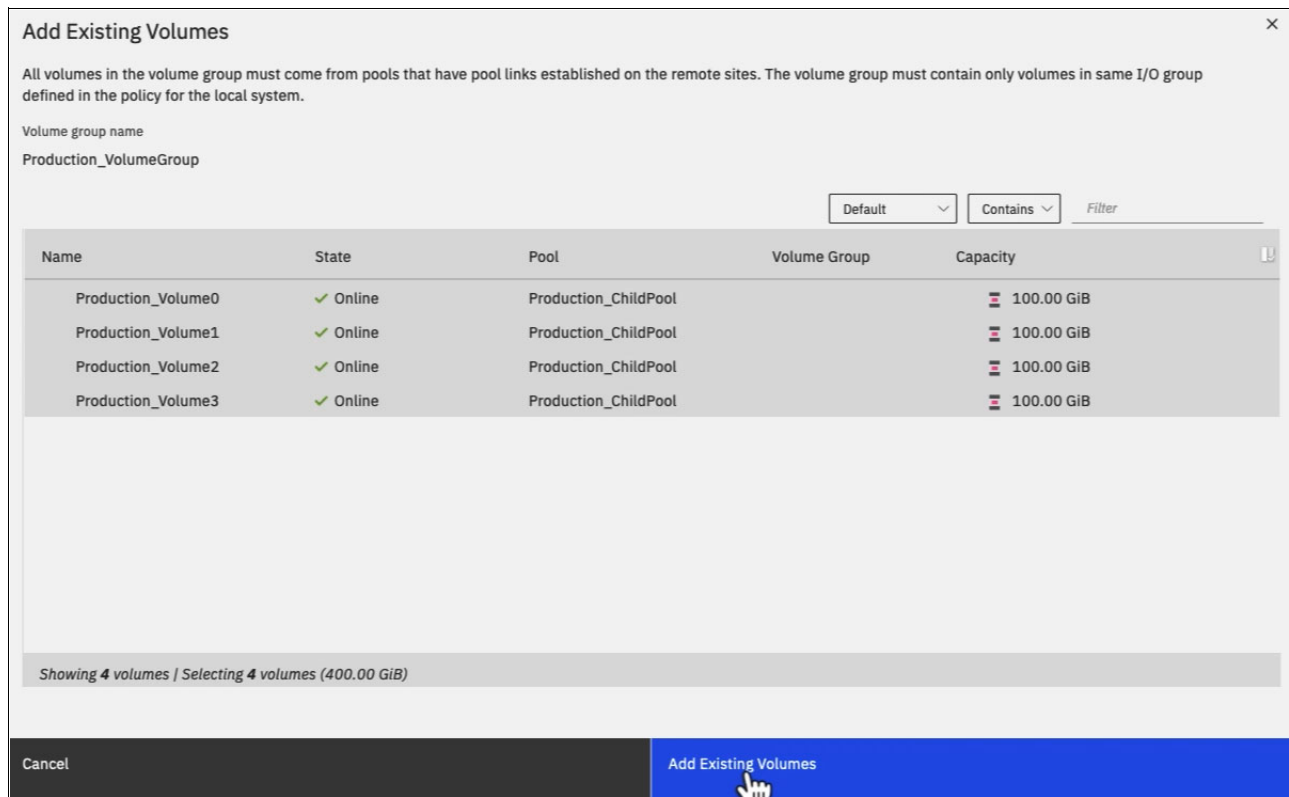 Add Existing Volumes
All volumes in the volume group must come from pools that have pool links established on the remote sites. The volume group must contain only volumes in same I/O group
defined in the policy for the local system.
Volume group name
Production_VolumeGroup
Default Contains Filter
Name State Pool Volume Group Capacity
Production_Volume0 Online Production_ChildPool 100.00 GiB
Production_Volume1 Online Production_ChildPool 100.00 GiB
Production_Volume2 Online Production_ChildPool 100.00 GiB
Production_Volume3 Online Production_ChildPool 100.00 GiB
Showing 4 volumes | Selecting 4 volumes (400.00 GiB)
Cancel Add Existing Volumes